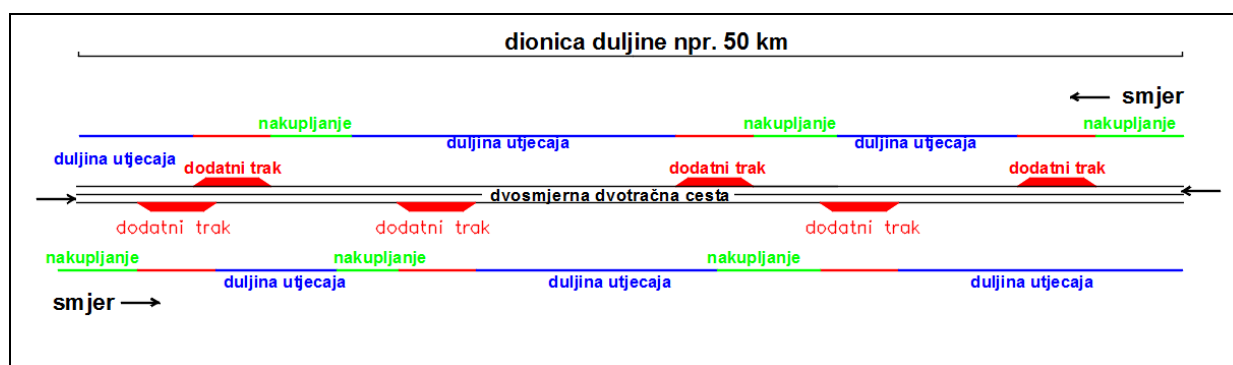 dionica duljine npr. 50 km
smjer
nakupljanje
nakupljanje
nakupljanje
duljina utjecaja
duljina utjecaja
duljina utjecaja
dodatni trak
dodatni trak
dodatni trak
dvosmjerna dvotračna cesta
dodatni trak
dodatni trak
dodatni trak
nakupljanje
nakupljanje
nakupljanje
duljina utjecaja
duljina utjecaja
duljina utjecaja
smjer